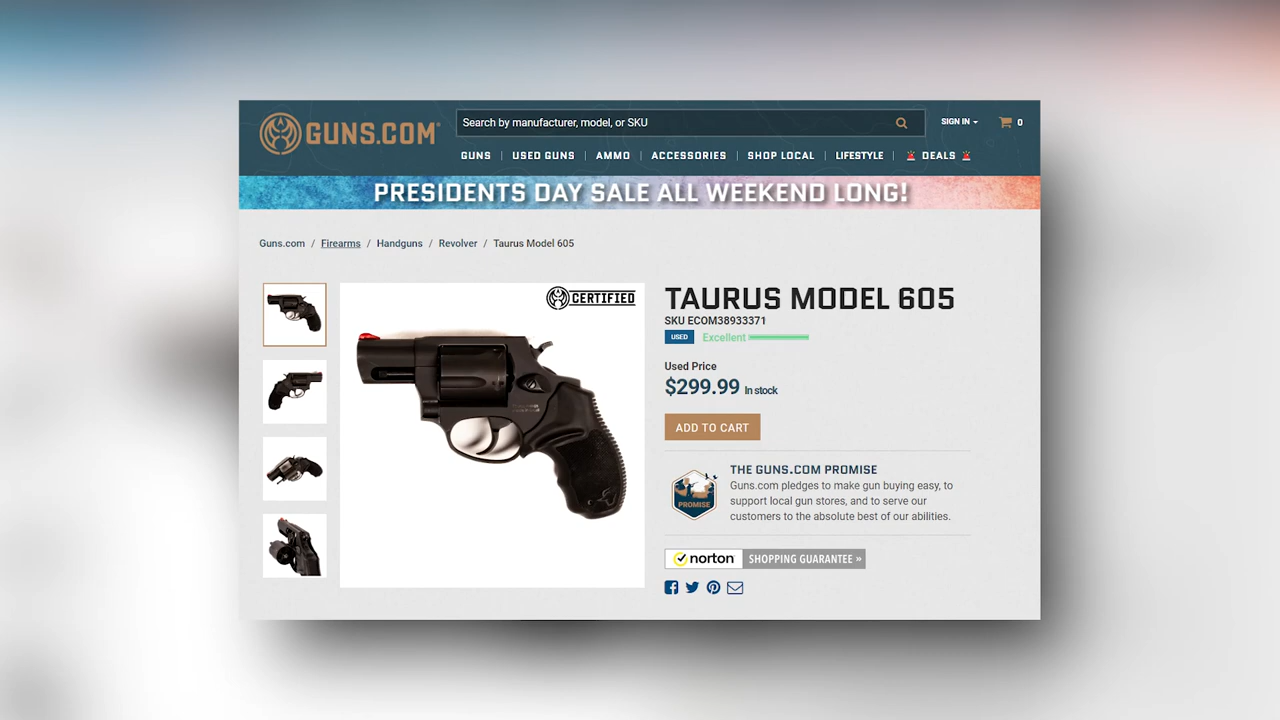 GUNS.COM®
Search by manufacturer, model, or SKU
SIGN IN
0
GUNS
USED GUNS
AMMO
ACCESSORIES
SHOP LOCAL
LIFESTYLE
DEALS
PRESIDENTS DAY SALE ALL WEEKEND LONG!
Guns.com / Firearms / Handguns / Revolver / Taurus Model 605
CERTIFIED
TAURUS MODEL 605
SKU ECOM38933371
USED
Excellent
Used Price
$299.99 In stock
ADD TO CART
PROMISE
THE GUNS.COM PROMISE
Guns.com pledges to make gun buying easy, to
support local gun stores, and to serve our
customers to the absolute best of our abilities.
norton
SHOPPING GUARANTEE »